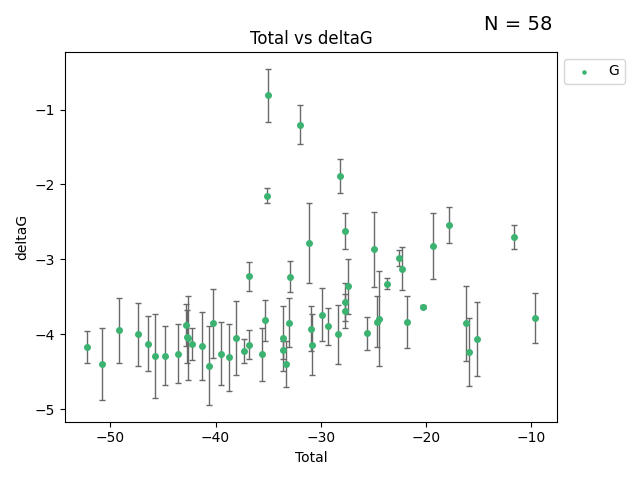 N = 58
Total vs deltaG
G
deltaG
−1
−2
−3
−4
−5
−50 −40 −30 −20 −10
Total